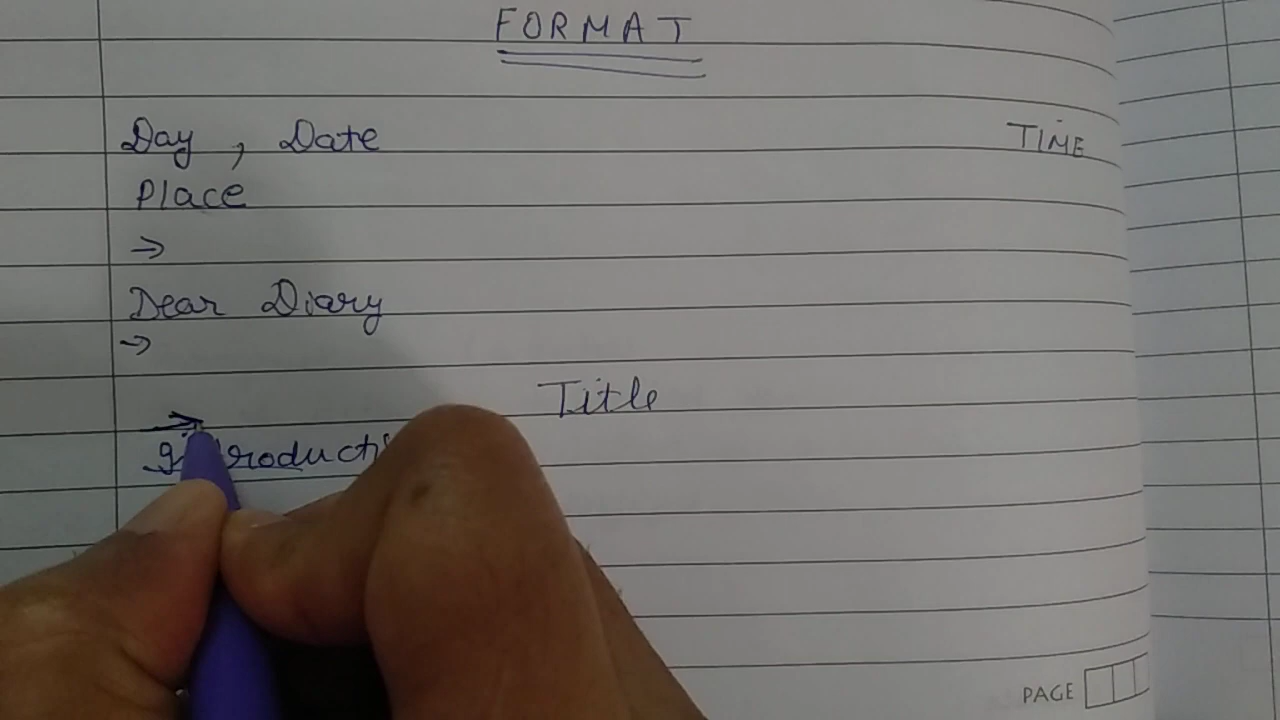 FORMAT
Day , Date TIME
Place
→
Dear Diary
→
Title
→
PAGE